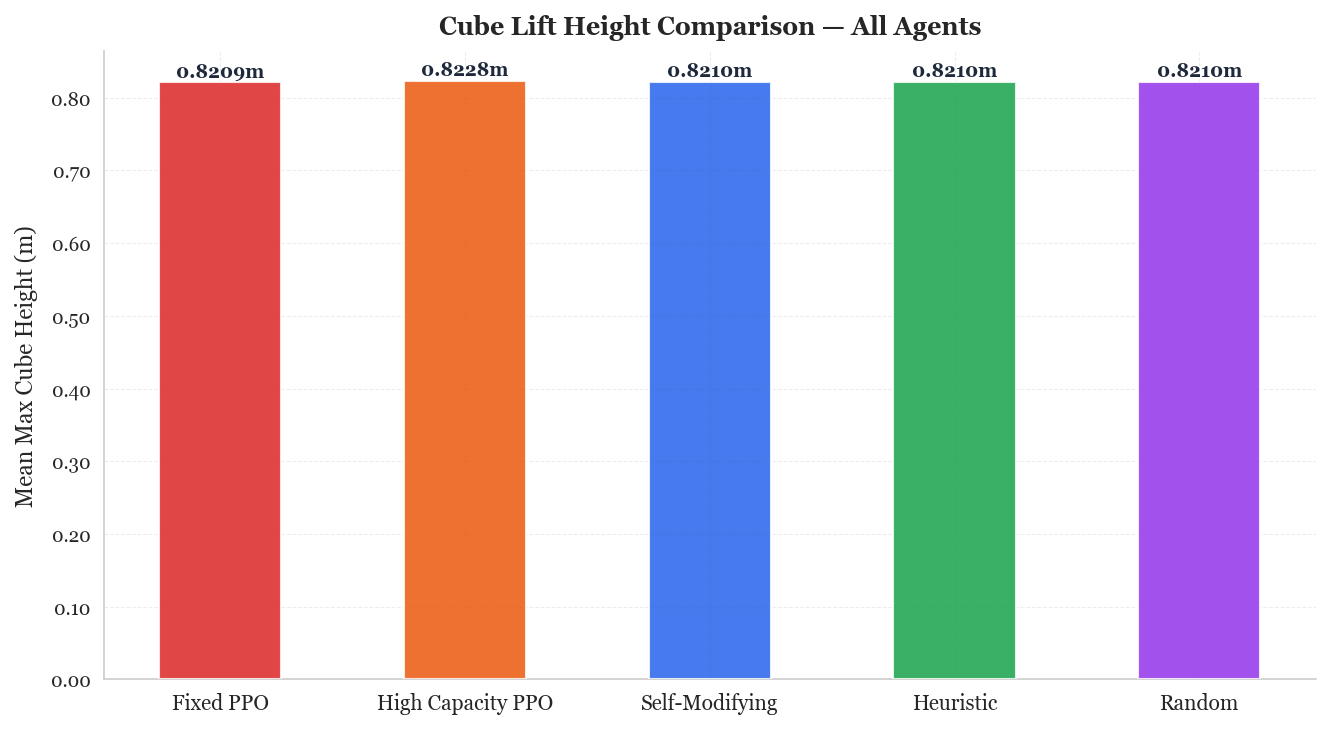 Cube Lift Height Comparison — All Agents
0.8209m 0.8228m 0.8210m 0.8210m 0.8210m
0.80
0.70
0.60
0.50
0.40
0.30
0.20
0.10
0.00
Mean Max Cube Height (m)
Fixed PPO High Capacity PPO Self-Modifying Heuristic Random